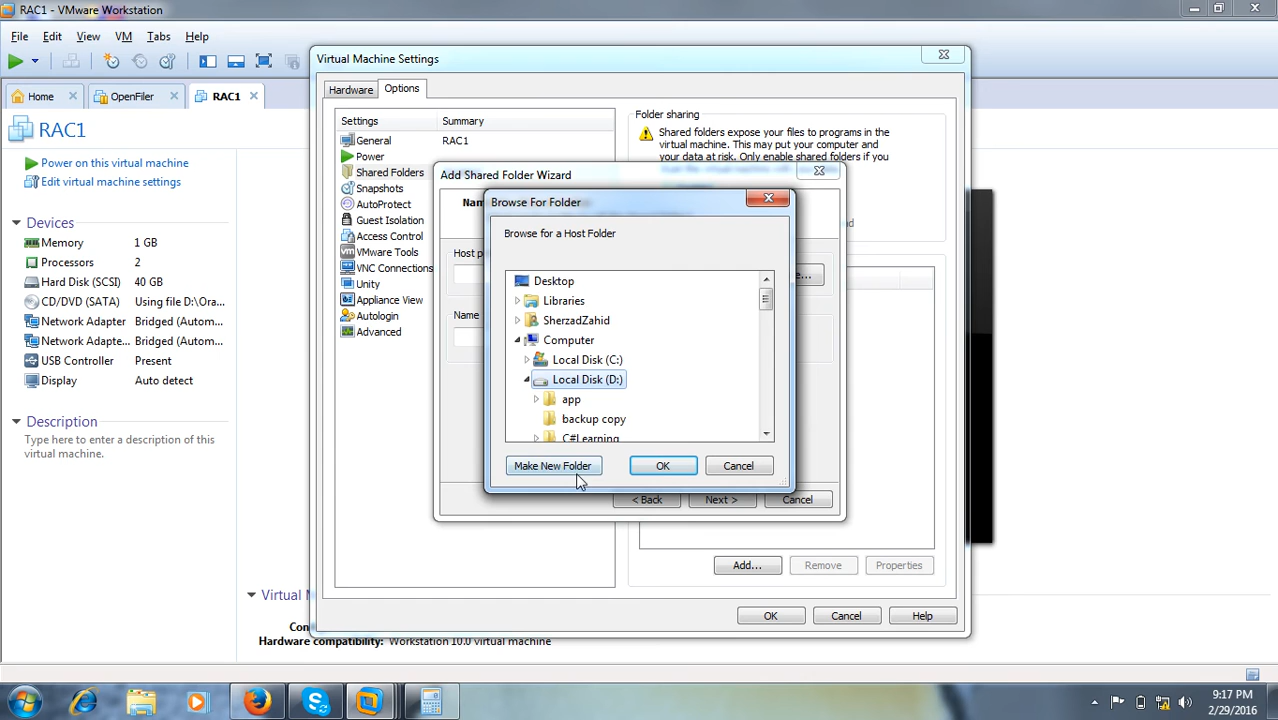 RAC1 - VMware Workstation
File Edit View VM Tabs Help
Home OpenFiler RAC1
RAC1
Power on this virtual machine
Edit virtual machine settings
Devices
Memory 1 GB
Processors 2
Hard Disk (SCSI) 40 GB
CD/DVD (SATA) Using file D:\Ora...
Network Adapter Bridged (Autom...
Network Adapte... Bridged (Autom...
USB Controller Present
Display Auto detect
Description
Type here to enter a description of this
virtual machine.
Virtual Machine Settings
Hardware Options
Settings Summary
General RAC1
Power
Shared Folders
Snapshots
AutoProtect
Guest Isolation
Access Control
VMware Tools
VNC Connections
Unity
Appliance View
Autologin
Advanced
Folder sharing
Shared folders expose your files to programs in the
virtual machine. This may put your computer and
your data at risk. Only enable shared folders if you
Add Shared Folder Wizard
Host p
Name
Browse For Folder
Browse for a Host Folder
Desktop
Libraries
SherzadZahid
Computer
Local Disk (C:)
Local Disk (D:)
app
backup copy
C#Learning
Make New Folder OK Cancel
< Back Next > Cancel
Add... Remove Properties
OK Cancel Help
Hardware compatibility: Workstation 10.0 virtual machine
9:17 PM
2/29/2016